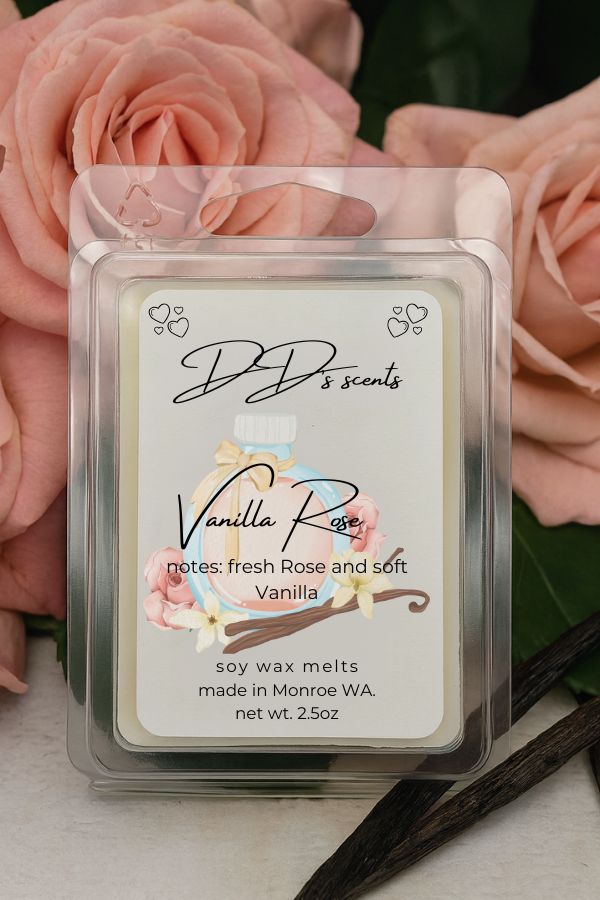 DD's scents
Vanilla Rose
notes: fresh Rose and soft
Vanilla
soy wax melts
made in Monroe WA.
net wt. 2.5oz